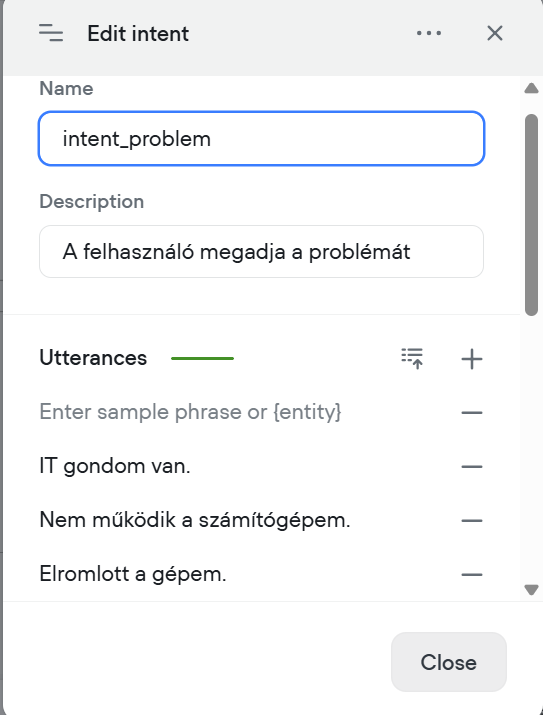 Edit intent
Name
intent_problem
Description
A felhasználó megadja a problémát
Utterances
Enter sample phrase or {entity}
IT gondom van.
Nem működik a számítógépem.
Elromlott a gépem.
Close